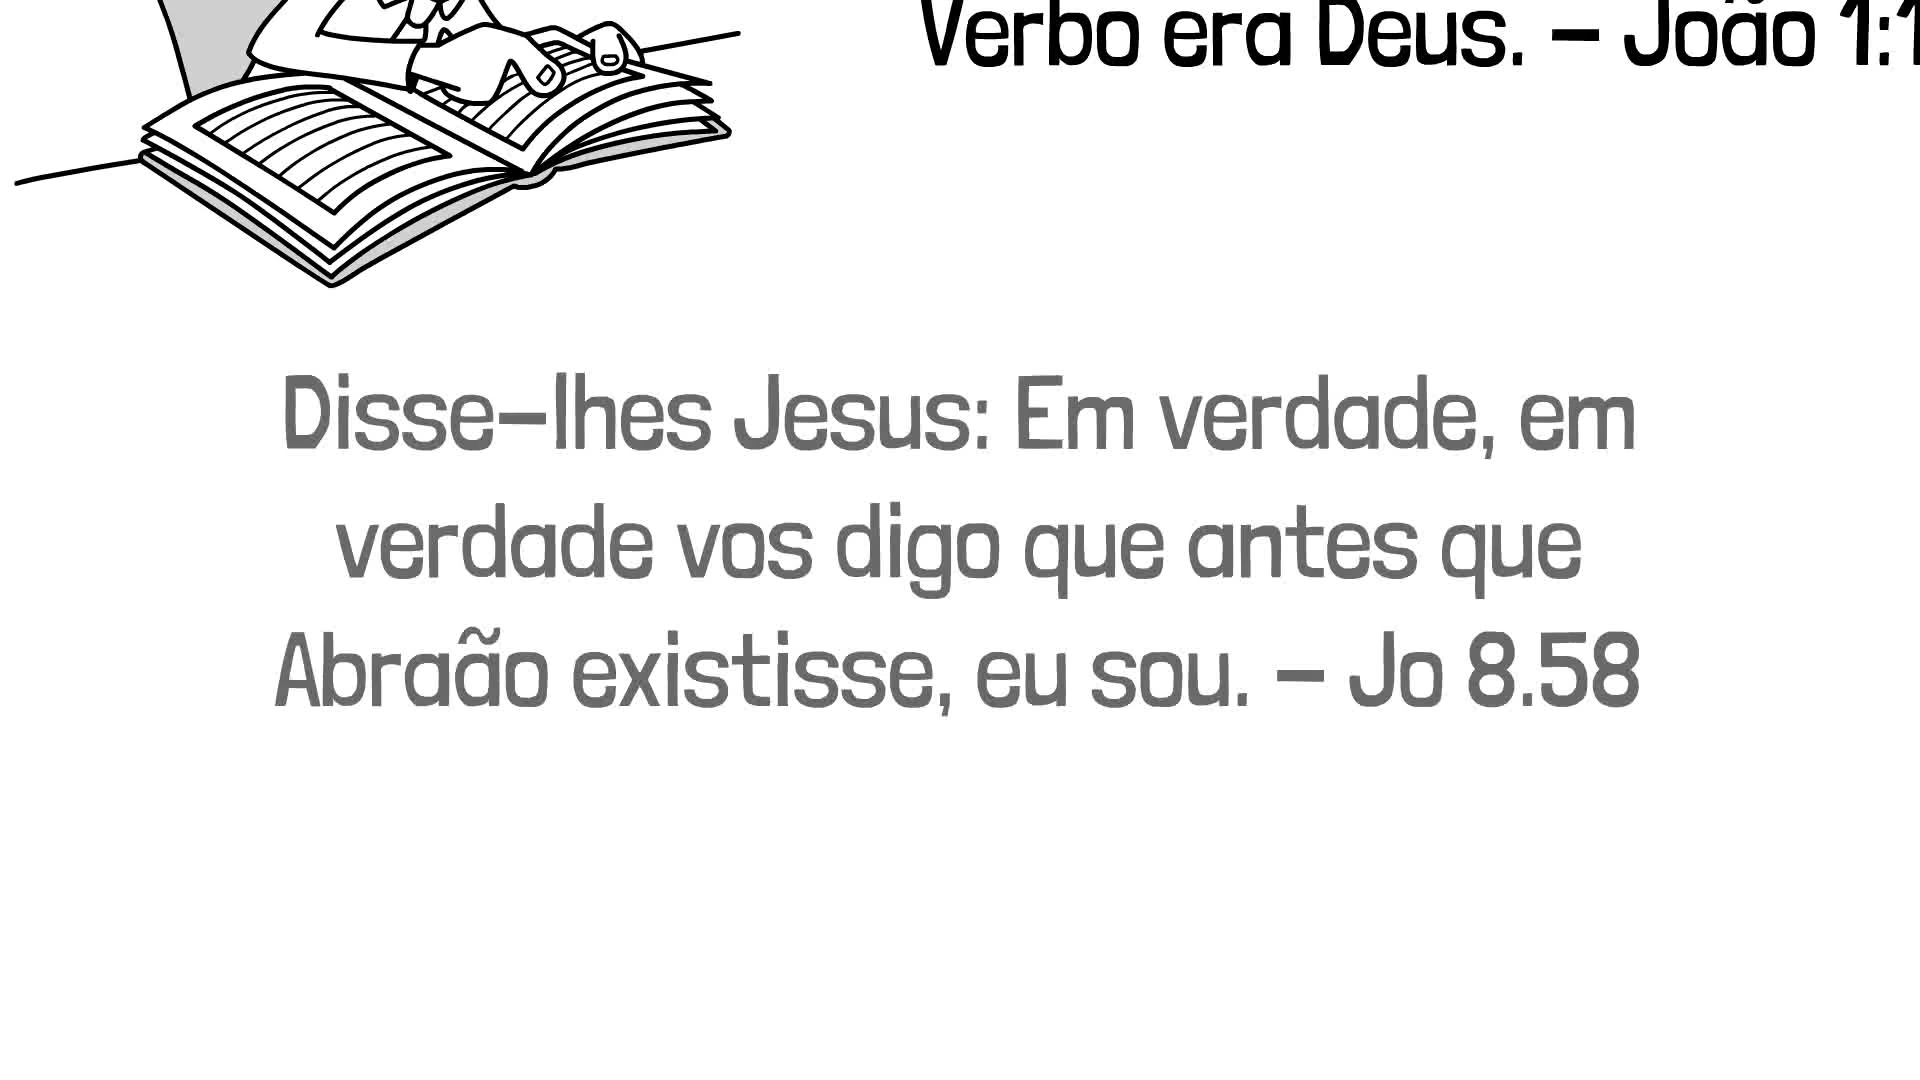 Verbo era Deus. – João 1:1
Disse-lhes Jesus: Em verdade, em
verdade vos digo que antes que
Abraão existisse, eu sou. – Jo 8.58